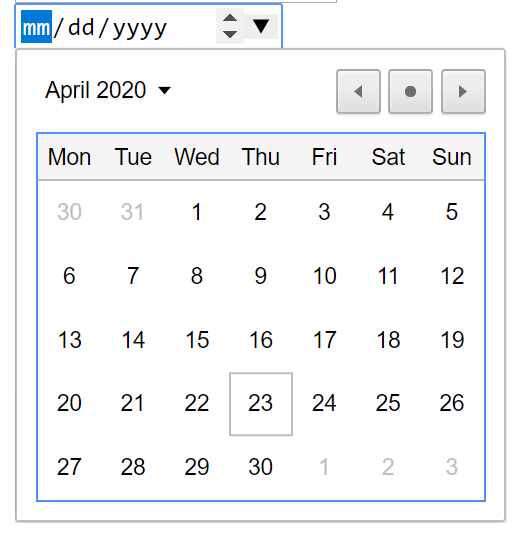 mm/dd/yyyy
April 2020
Mon Tue Wed Thu Fri Sat Sun
30 31 1 2 3 4 5
6 7 8 9 10 11 12
13 14 15 16 17 18 19
20 21 22 23 24 25 26
27 28 29 30 1 2 3